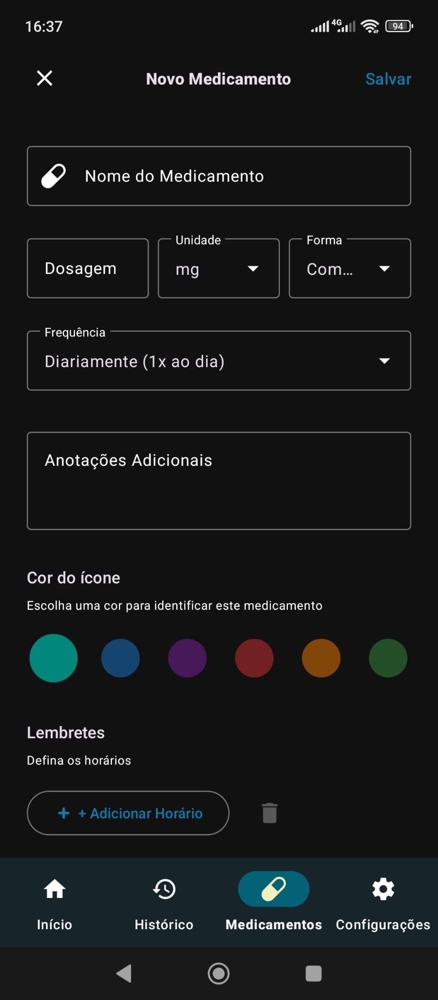 16:37 4G 94
Novo Medicamento Salvar
Nome do Medicamento
Unidade Forma
Dosagem mg Com...
Frequência
Diariamente (1x ao dia)
Anotações Adicionais
Cor do ícone
Escolha uma cor para identificar este medicamento
Lembretes
Defina os horários
+ + Adicionar Horário
Início Histórico Medicamentos Configurações